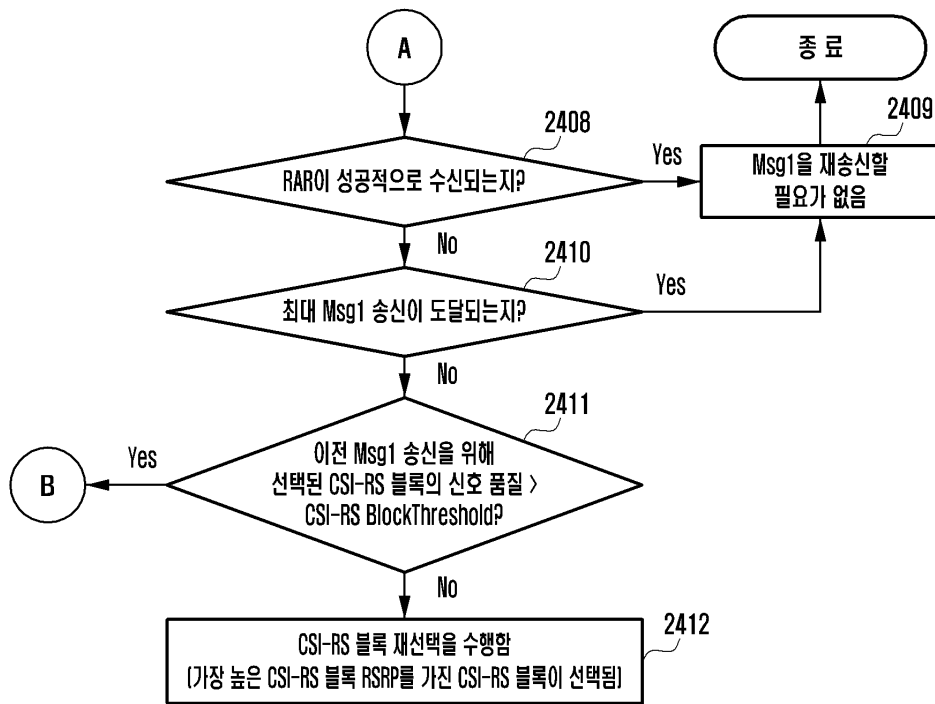 A
종 료
2408
2409
RAR이 성공적으로 수신되는지?
Yes
Msg1을 재송신할
필요가 없음
No
2410
최대 Msg1 송신이 도달되는지?
Yes
No
2411
이전 Msg1 송신을 위해
선택된 CSI-RS 블록의 신호 품질 >
CSI-RS BlockThreshold?
Yes
B
No
2412
CSI-RS 블록 재선택을 수행함
(가장 높은 CSI-RS 블록 RSRP를 가진 CSI-RS 블록이 선택됨)